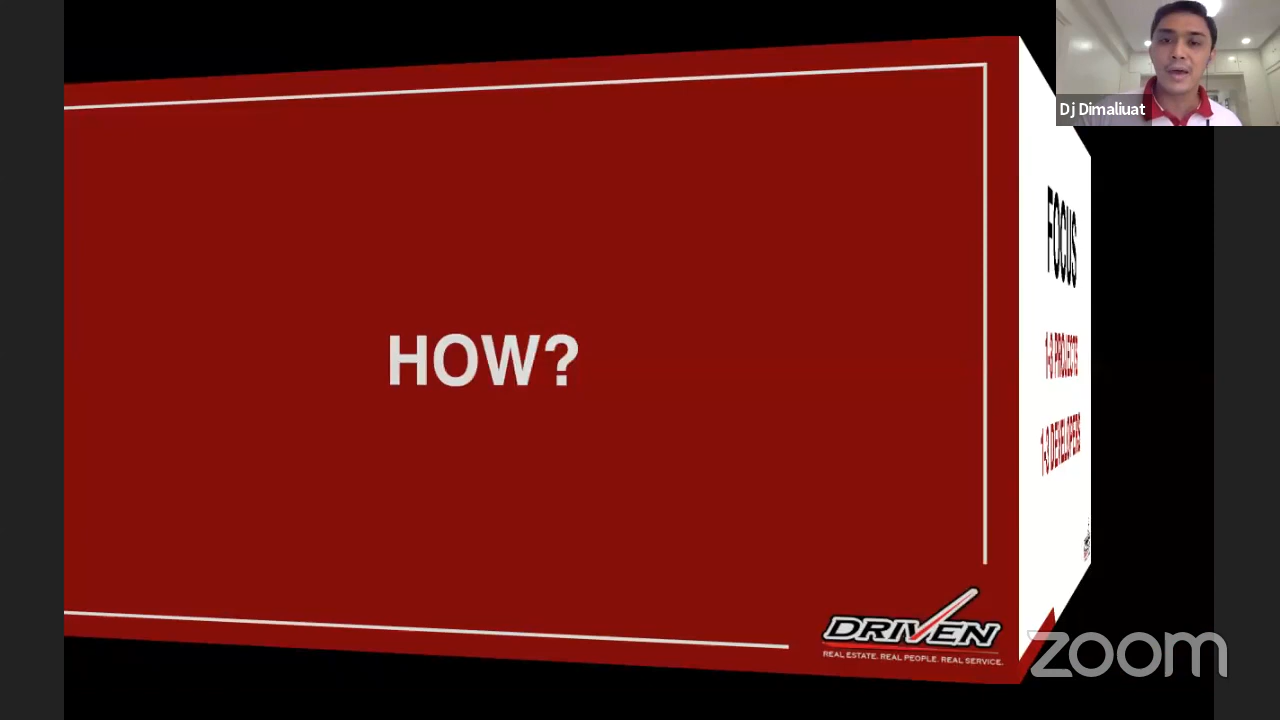 Dj Dimaliuat
HOW?
FOCUS
1-3 PROJECTS
1-3 DEVELOPERS
DRIVEN
REAL ESTATE. REAL PEOPLE. REAL SERVICE.
zoom